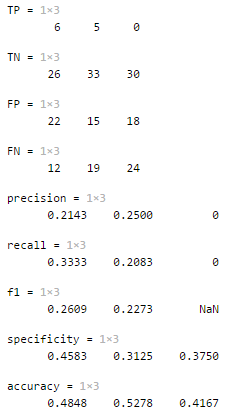 TP = 1×3
6 5 0
TN = 1×3
26 33 30
FP = 1×3
22 15 18
FN = 1×3
12 19 24
precision = 1×3
0.2143 0.2500 0
recall = 1×3
0.3333 0.2083 0
f1 = 1×3
0.2609 0.2273 NaN
specificity = 1×3
0.4583 0.3125 0.3750
accuracy = 1×3
0.4848 0.5278 0.4167